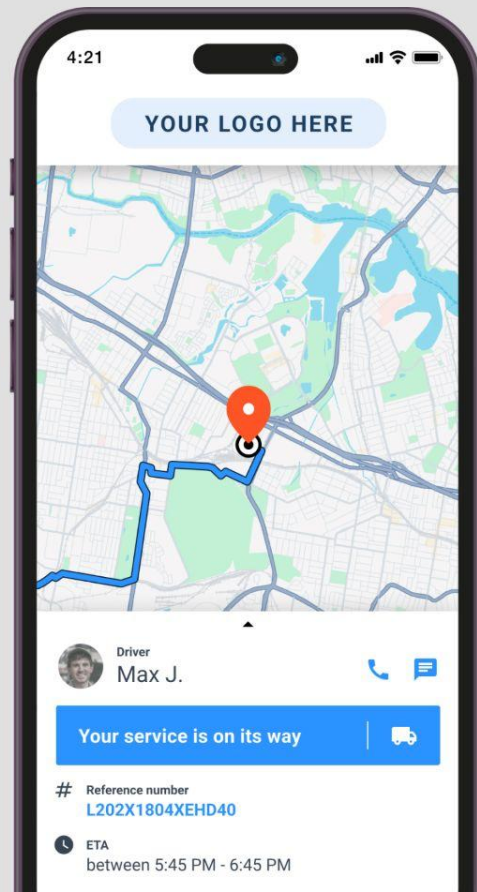 4:21
YOUR LOGO HERE
Driver
Max J.
Your service is on its way
# Reference number
L202X1804XEHD40
ETA
between 5:45 PM - 6:45 PM